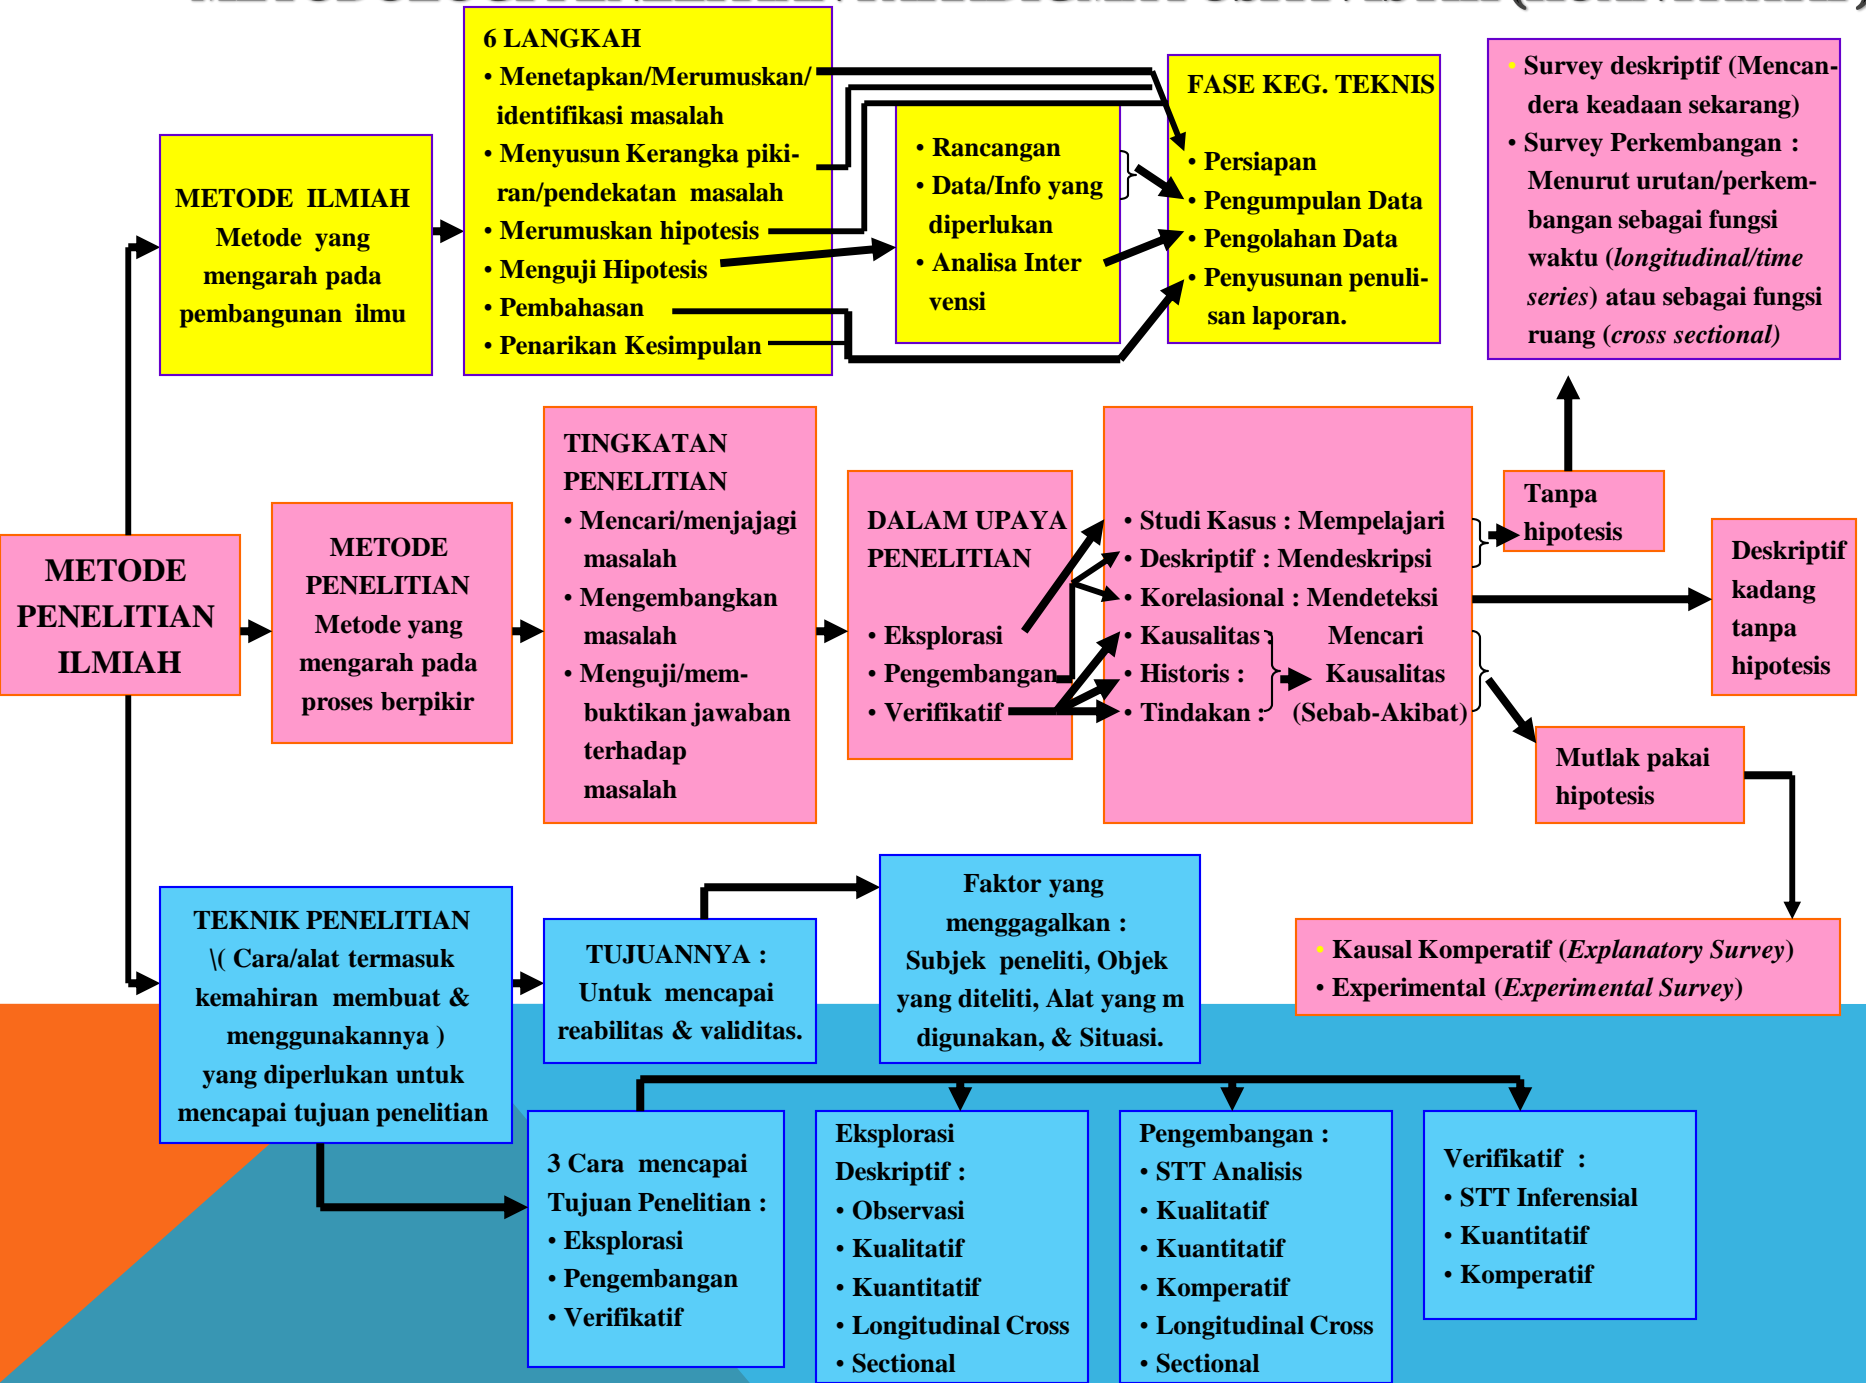 6 LANGKAH
• Menetapkan/Merumuskan/
identifikasi masalah
• Menyusun Kerangka piki-
ran/pendekatan masalah
• Merumuskan hipotesis
• Menguji Hipotesis
• Pembahasan
• Penarikan Kesimpulan
METODE ILMIAH
Metode yang
mengarah pada
pembangunan ilmu
• Rancangan
• Data/Info yang
diperlukan
• Analisa Inter
vensi
FASE KEG. TEKNIS
• Persiapan
• Pengumpulan Data
• Pengolahan Data
• Penyusunan penuli-
san laporan.
• Survey deskriptif (Mencan-
dera keadaan sekarang)
• Survey Perkembangan :
Menurut urutan/perkem-
bangan sebagai fungsi
waktu (longitudinal/time
series) atau sebagai fungsi
ruang (cross sectional)
METODE
PENELITIAN
ILMIAH
METODE
PENELITIAN
Metode yang
mengarah pada
proses berpikir
TINGKATAN
PENELITIAN
• Mencari/menjajagi
masalah
• Mengembangkan
masalah
• Menguji/mem-
buktikan jawaban
terhadap
masalah
DALAM UPAYA
PENELITIAN
• Eksplorasi
• Pengembangan
• Verifikatif
• Studi Kasus : Mempelajari
• Deskriptif : Mendeskripsi
• Korelasional : Mendeteksi
• Kausalitas : Mencari
• Historis : Kausalitas
• Tindakan : (Sebab-Akibat)
Tanpa
hipotesis
Deskriptif
kadang
tanpa
hipotesis
Mutlak pakai
hipotesis
• Kausal Komperatif (Explanatory Survey)
• Experimental (Experimental Survey)
TEKNIK PENELITIAN
\( Cara/alat termasuk
kemahiran membuat &
menggunakannya )
yang diperlukan untuk
mencapai tujuan penelitian
TUJUANNYA :
Untuk mencapai
reabilitas & validitas.
Faktor yang
menggagalkan :
Subjek peneliti, Objek
yang diteliti, Alat yang m
digunakan, & Situasi.
3 Cara mencapai
Tujuan Penelitian :
• Eksplorasi
• Pengembangan
• Verifikatif
Eksplorasi
Deskriptif :
• Observasi
• Kualitatif
• Kuantitatif
• Longitudinal Cross
• Sectional
Pengembangan :
• STT Analisis
• Kualitatif
• Kuantitatif
• Komperatif
• Longitudinal Cross
• Sectional
Verifikatif :
• STT Inferensial
• Kuantitatif
• Komperatif